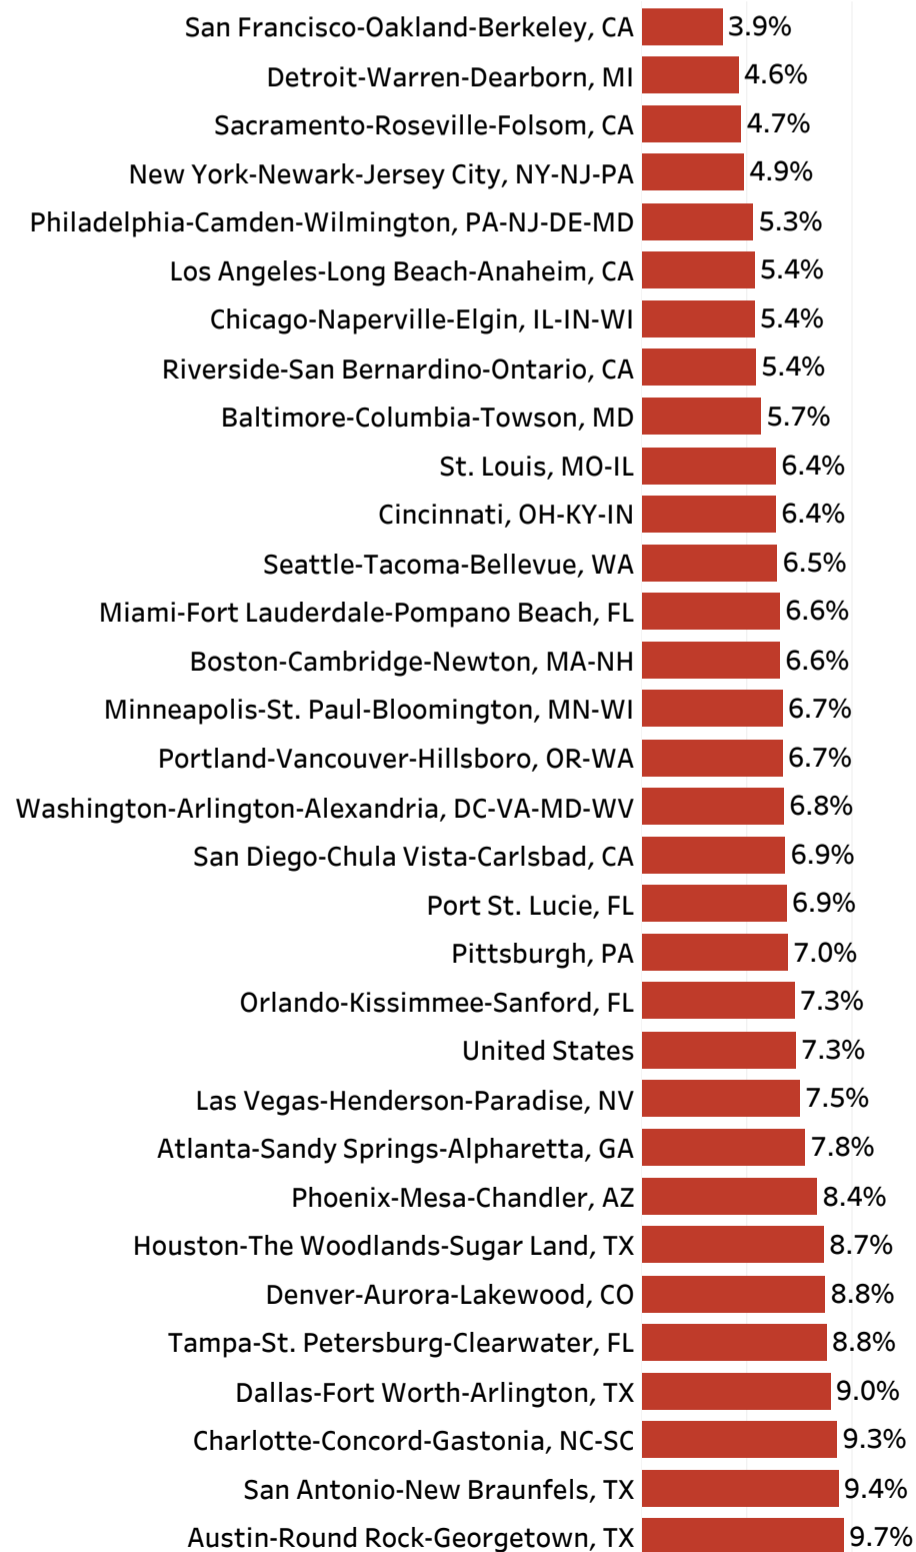 San Francisco-Oakland-Berkeley, CA 3.9%
Detroit-Warren-Dearborn, MI 4.6%
Sacramento-Roseville-Folsom, CA 4.7%
New York-Newark-Jersey City, NY-NJ-PA 4.9%
Philadelphia-Camden-Wilmington, PA-NJ-DE-MD 5.3%
Los Angeles-Long Beach-Anaheim, CA 5.4%
Chicago-Naperville-Elgin, IL-IN-WI 5.4%
Riverside-San Bernardino-Ontario, CA 5.4%
Baltimore-Columbia-Towson, MD 5.7%
St. Louis, MO-IL 6.4%
Cincinnati, OH-KY-IN 6.4%
Seattle-Tacoma-Bellevue, WA 6.5%
Miami-Fort Lauderdale-Pompano Beach, FL 6.6%
Boston-Cambridge-Newton, MA-NH 6.6%
Minneapolis-St. Paul-Bloomington, MN-WI 6.7%
Portland-Vancouver-Hillsboro, OR-WA 6.7%
Washington-Arlington-Alexandria, DC-VA-MD-WV 6.8%
San Diego-Chula Vista-Carlsbad, CA 6.9%
Port St. Lucie, FL 6.9%
Pittsburgh, PA 7.0%
Orlando-Kissimmee-Sanford, FL 7.3%
United States 7.3%
Las Vegas-Henderson-Paradise, NV 7.5%
Atlanta-Sandy Springs-Alpharetta, GA 7.8%
Phoenix-Mesa-Chandler, AZ 8.4%
Houston-The Woodlands-Sugar Land, TX 8.7%
Denver-Aurora-Lakewood, CO 8.8%
Tampa-St. Petersburg-Clearwater, FL 8.8%
Dallas-Fort Worth-Arlington, TX 9.0%
Charlotte-Concord-Gastonia, NC-SC 9.3%
San Antonio-New Braunfels, TX 9.4%
Austin-Round Rock-Georgetown, TX 9.7%